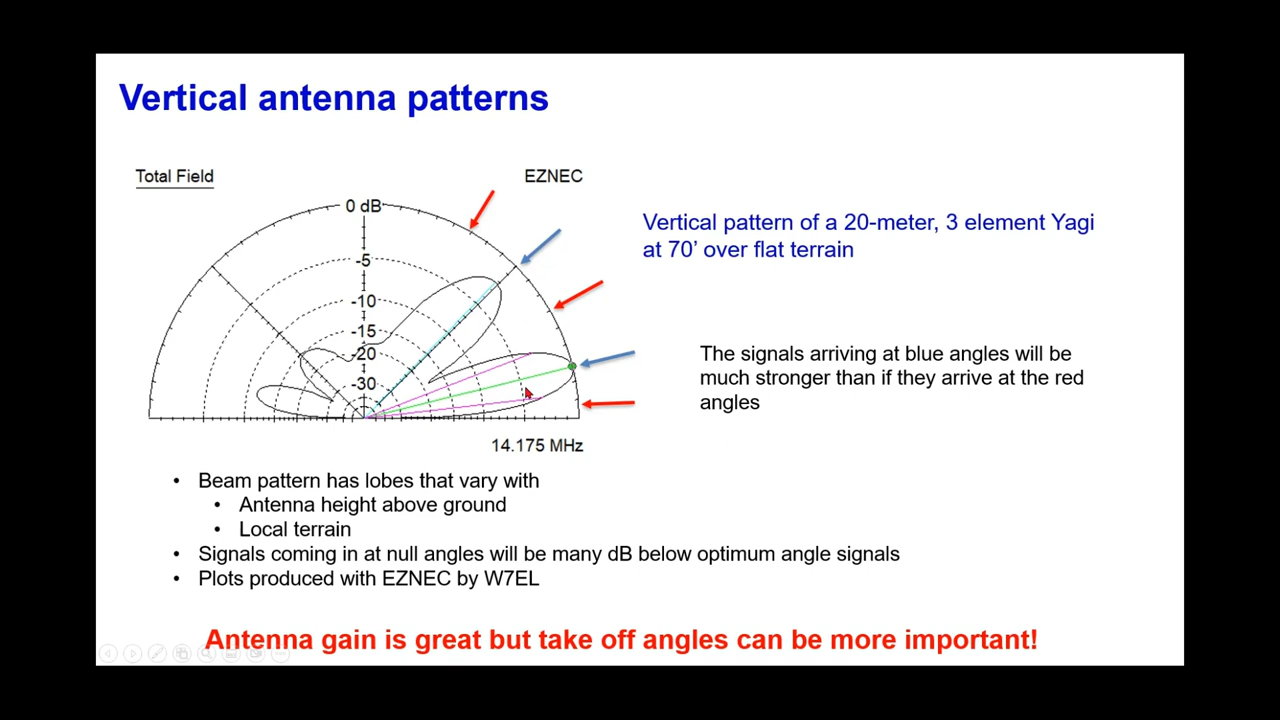 Vertical antenna patterns
Total Field
EZNEC
0 dB
-5
-10
-15
-20
-30
14.175 MHz
Vertical pattern of a 20-meter, 3 element Yagi
at 70’ over flat terrain
The signals arriving at blue angles will be
much stronger than if they arrive at the red
angles
• Beam pattern has lobes that vary with
• Antenna height above ground
• Local terrain
• Signals coming in at null angles will be many dB below optimum angle signals
• Plots produced with EZNEC by W7EL
Antenna gain is great but take off angles can be more important!